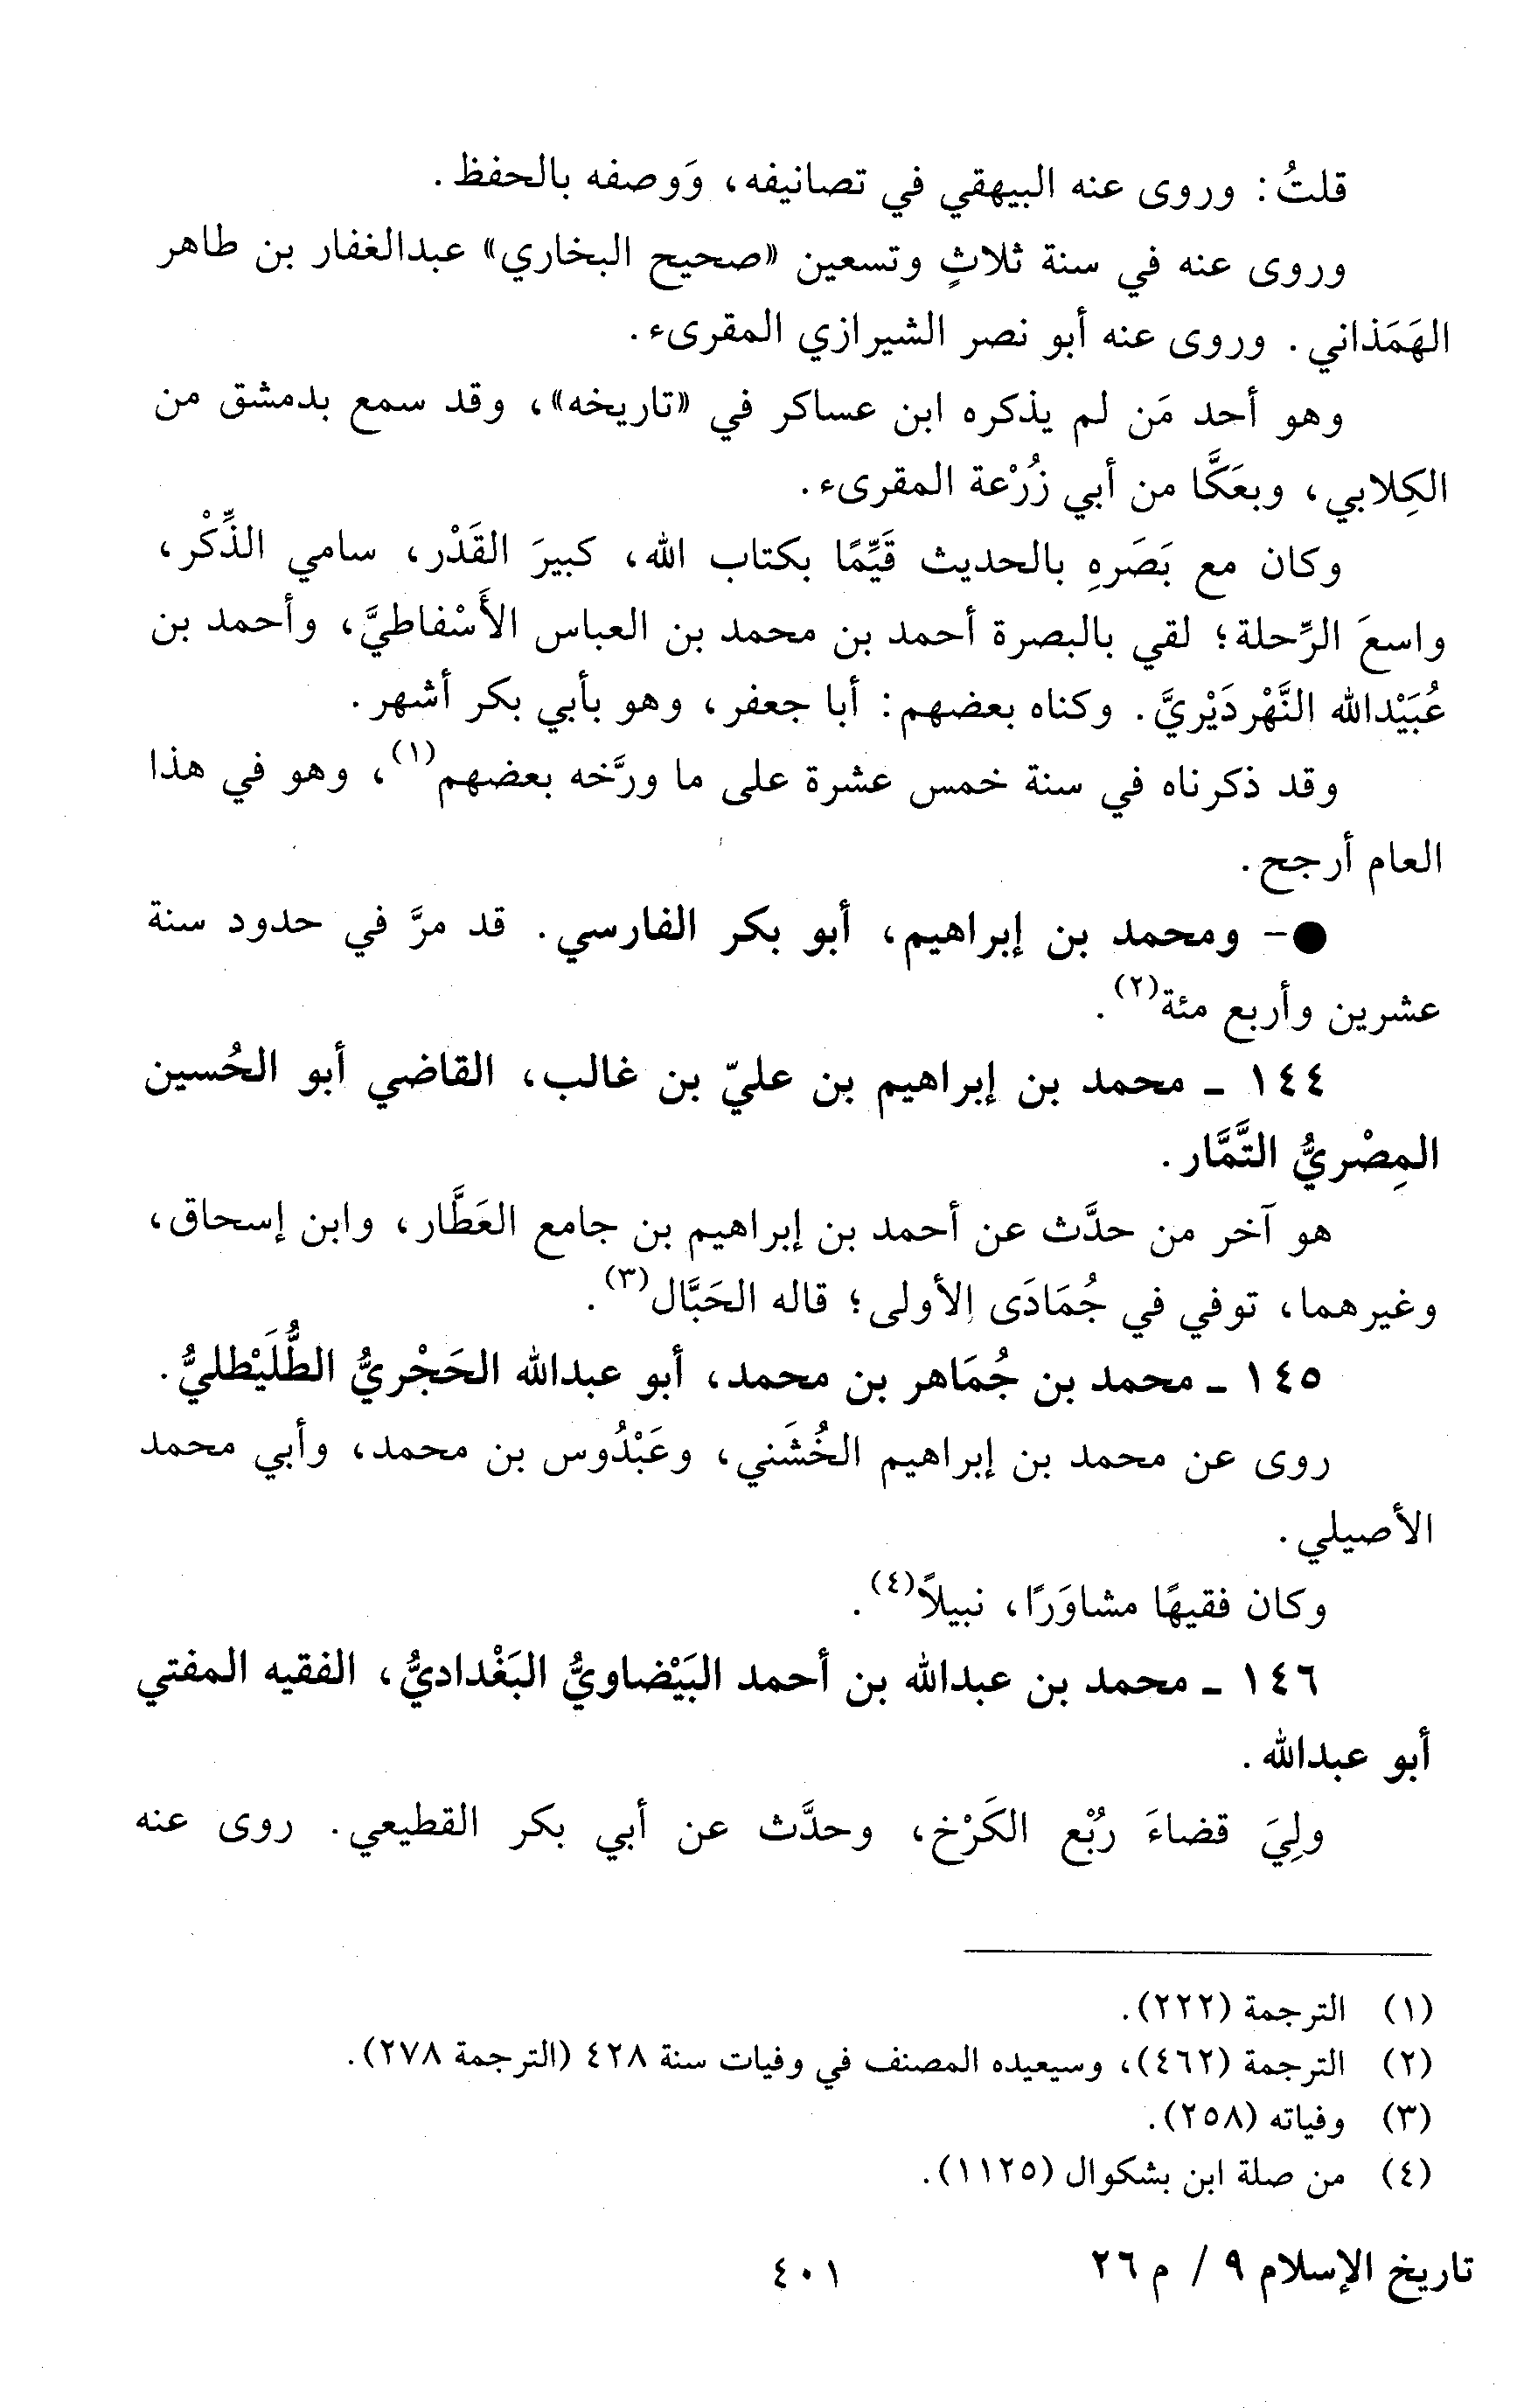 قلتُ: وروى عنه البيهقي في تصانيفه، وَوصفه بالحفظ.
وروى عنه في سنة ثلاثٍ وتسعين «صحيح البخاري» عبدالغفار بن طاهر
الهَمَذاني. وروى عنه أبو نصر الشيرازي المقرىء.
وهو أحد مَن لم يذكره ابن عساكر في «تاريخه»، وقد سمع بدمشق من
الكِلابي، وبعَكَّا من أبي زُرْعة المقرىء.
وكان مع بَصَرهِ بالحديث قَيِّمًا بكتاب الله، كبيرَ القَدْر، سامي الذِّكْر،
واسعَ الرِّحلة؛ لقي بالبصرة أحمد بن محمد بن العباس الأَسْفاطيَّ، وأحمد بن
عُبَيْدالله النَّهْردَيْريَّ. وكناه بعضهم: أبا جعفر، وهو بأبي بكر أشهر.
وقد ذكرناه في سنة خمس عشرة على ما ورَّخه بعضهم(١)، وهو في هذا
العام أرجح.
●- ومحمد بن إبراهيم، أبو بكر الفارسي. قد مرَّ في حدود سنة
عشرين وأربع مئة(٢).
١٤٤ ـ محمد بن إبراهيم بن عليّ بن غالب، القاضي أبو الحُسين
المِصْريُّ التَّمَّار.
هو آخر من حدَّث عن أحمد بن إبراهيم بن جامع العَطَّار، وابن إسحاق،
وغيرهما، توفي في جُمَادَى الأولى؛ قاله الحَبَّال(٣).
١٤٥ ـ محمد بن جُمَاهر بن محمد، أبو عبدالله الحَجْريُّ الطُّلَيْطليُّ.
روى عن محمد بن إبراهيم الخُشَني، وعَبْدُوس بن محمد، وأبي محمد
الأصيلي.
وكان فقيهًا مشاوَرًا، نبيلاً(٤).
١٤٦ ـ محمد بن عبدالله بن أحمد البَيْضاويُّ البَغْداديُّ، الفقيه المفتي
أبو عبدالله.
ولِيَ قضاءَ رُبْع الكَرْخ، وحدَّث عن أبي بكر القطيعي. روى عنه
(١) الترجمة (٢٢٢).
(٢) الترجمة (٤٦٢)، وسيعيده المصنف في وفيات سنة ٤٢٨ (الترجمة ٢٧٨).
(٣) وفياته (٢٥٨).
(٤) من صلة ابن بشكوال (١١٢٥).
تاريخ الإسلام ٩ / م ٢٦
٤٠١